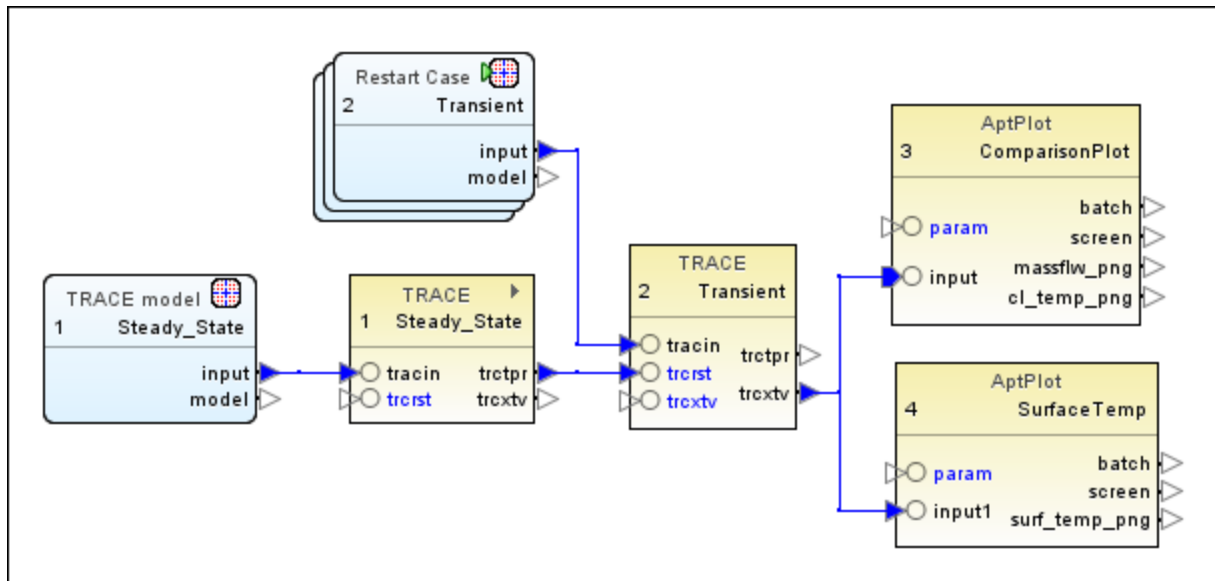 Restart Case
2 Transient
input
model
TRACE model
1 Steady_State
input
model
TRACE
1 Steady_State
tracin trctpr
trcrst trcxtv
TRACE
2 Transient
tracin trctpr
trcrst
trcxtv trcxtv
AptPlot
3 ComparisonPlot
batch
param screen
input massflw_png
cl_temp_png
AptPlot
4 SurfaceTemp
batch
param screen
input1 surf_temp_png